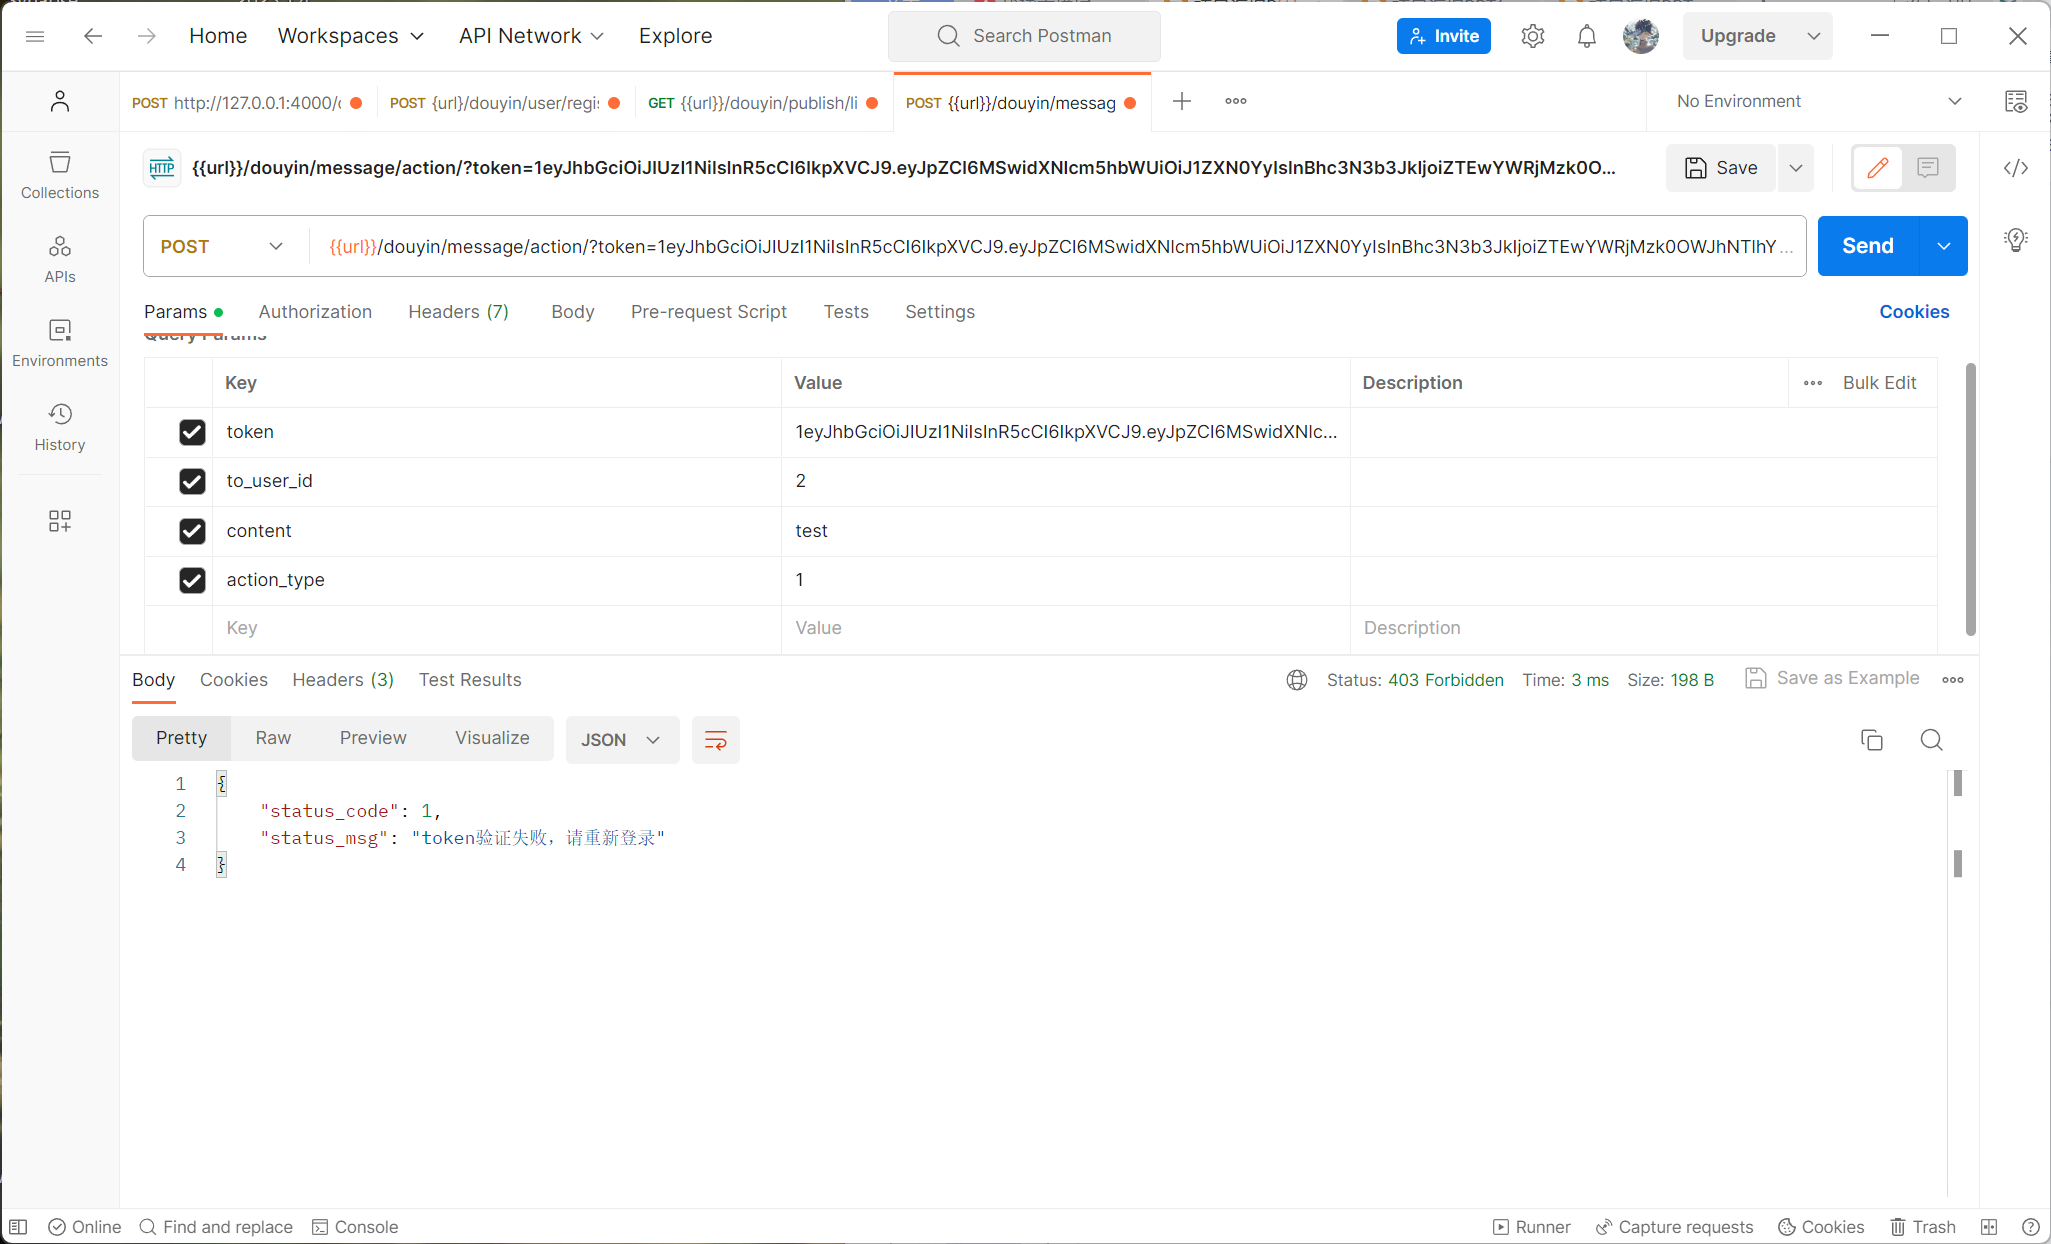 Home Workspaces API Network Explore Search Postman Invite Upgrade
POST http://127.0.0.1:4000/ POST {url}/douyin/user/regi GET {{url}}/douyin/publish/li POST {{url}}/douyin/messag No Environment
HTTP {{url}}/douyin/message/action/?token=1eyJhbGciOiJIUzI1NiIsInR5cCI6IkpXVCJ9.eyJpZCI6MSwidXNlcm5hbWUiOiJ1ZXN0YyIsInBhc3N3b3JkIjoiZTEwYWRjMzk0O... Save
POST {{url}}/douyin/message/action/?token=1eyJhbGciOiJIUzI1NiIsInR5cCI6IkpXVCJ9.eyJpZCI6MSwidXNlcm5hbWUiOiJ1ZXN0YyIsInBhc3N3b3JkIjoiZTEwYWRjMzk0OWJhNTlhY... Send
Params Authorization Headers (7) Body Pre-request Script Tests Settings Cookies
Query Params
Key Value Description Bulk Edit
token 1eyJhbGciOiJIUzI1NiIsInR5cCI6IkpXVCJ9.eyJpZCI6MSwidXNlc...
to_user_id 2
content test
action_type 1
Key Value Description
Collections
APIs
Environments
History
Body Cookies Headers (3) Test Results Status: 403 Forbidden Time: 3 ms Size: 198 B Save as Example
Pretty Raw Preview Visualize JSON
1 {
2 "status_code": 1,
3 "status_msg": "token验证失败，请重新登录"
4 }
Online Find and replace Console Runner Capture requests Cookies Trash